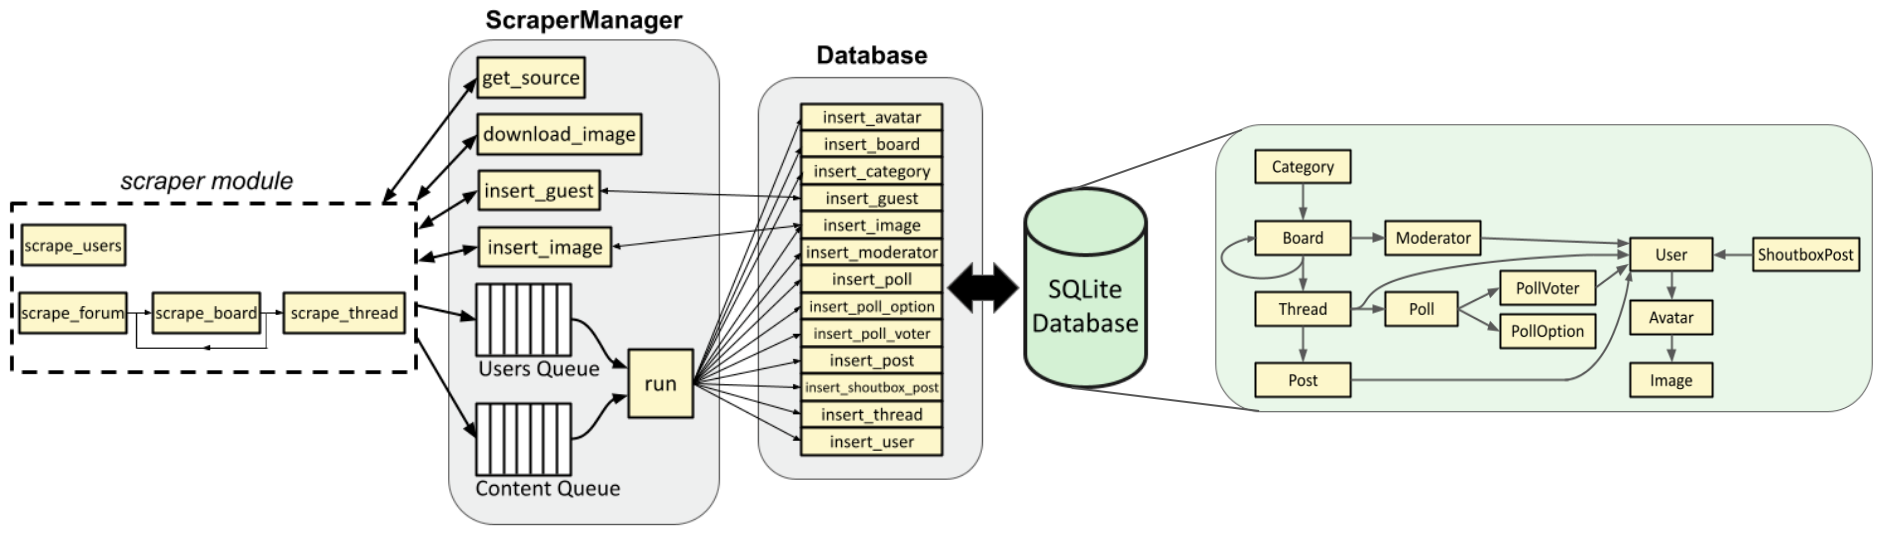 ScraperManager
Database
scraper module
get_source
download_image
insert_guest
insert_image
scrape_users
scrape_forum
scrape_board
scrape_thread
Users Queue
Content Queue
run
insert_avatar
insert_board
insert_category
insert_guest
insert_image
insert_moderator
insert_poll
insert_poll_option
insert_poll_voter
insert_post
insert_shoutbox_post
insert_thread
insert_user
SQLite
Database
Category
Board
Moderator
User
ShoutboxPost
Thread
Poll
PollVoter
PollOption
Avatar
Post
Image